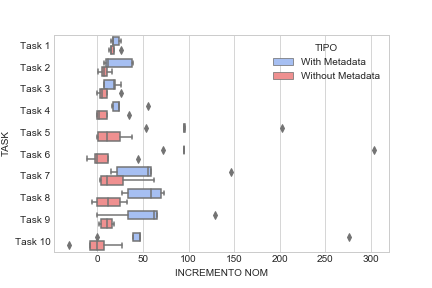 TIPO
With Metadata
Without Metadata
TASK
Task 1
Task 2
Task 3
Task 4
Task 5
Task 6
Task 7
Task 8
Task 9
Task 10
0 50 100 150 200 250 300
INCREMENTO NOM